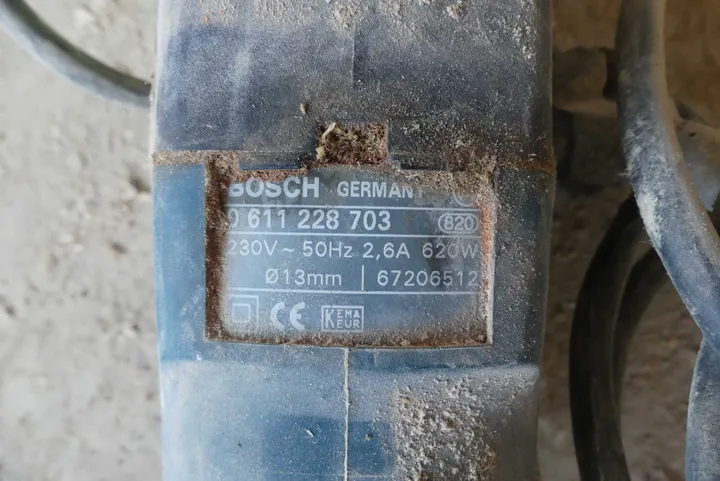 BOSCH GERMANY
0 611 228 703 820
230V~50Hz 2,6A 620W
Ø13mm 67206512
CE KEMA KEUR